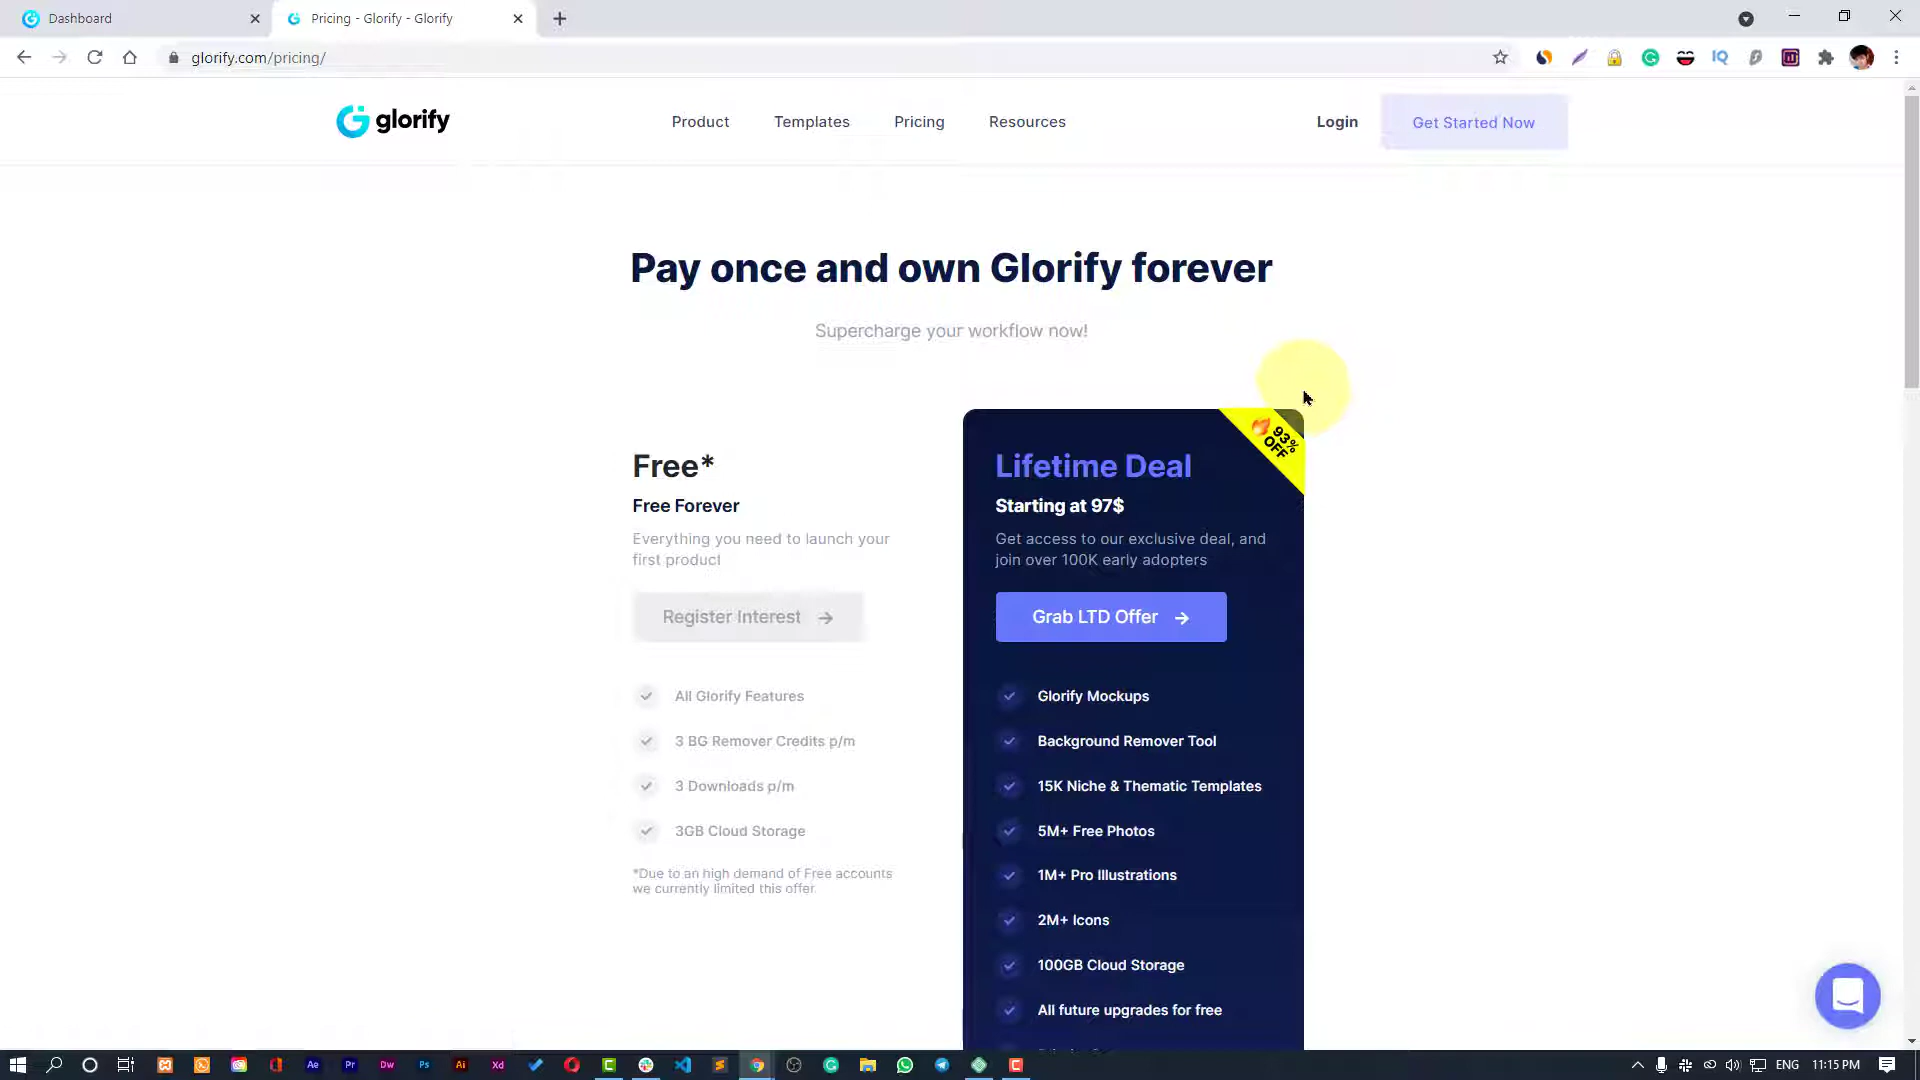 Dashboard
Pricing - Glorify - Glorify
glorify.com/pricing/
glorify
Product
Templates
Pricing
Resources
Login
Get Started Now
Pay once and own Glorify forever
Supercharge your workflow now!
Free*
Free Forever
Everything you need to launch your
first product
Register Interest →
All Glorify Features
3 BG Remover Credits p/m
3 Downloads p/m
3GB Cloud Storage
*Due to an high demand of Free accounts
we currently limited this offer.
93%
OFF
Lifetime Deal
Starting at 97$
Get access to our exclusive deal, and
join over 100K early adopters
Grab LTD Offer →
Glorify Mockups
Background Remover Tool
15K Niche & Thematic Templates
5M+ Free Photos
1M+ Pro Illustrations
2M+ Icons
100GB Cloud Storage
All future upgrades for free
Ae
Pr
Dw
Ps
Ai
Xd
ENG
11:15 PM